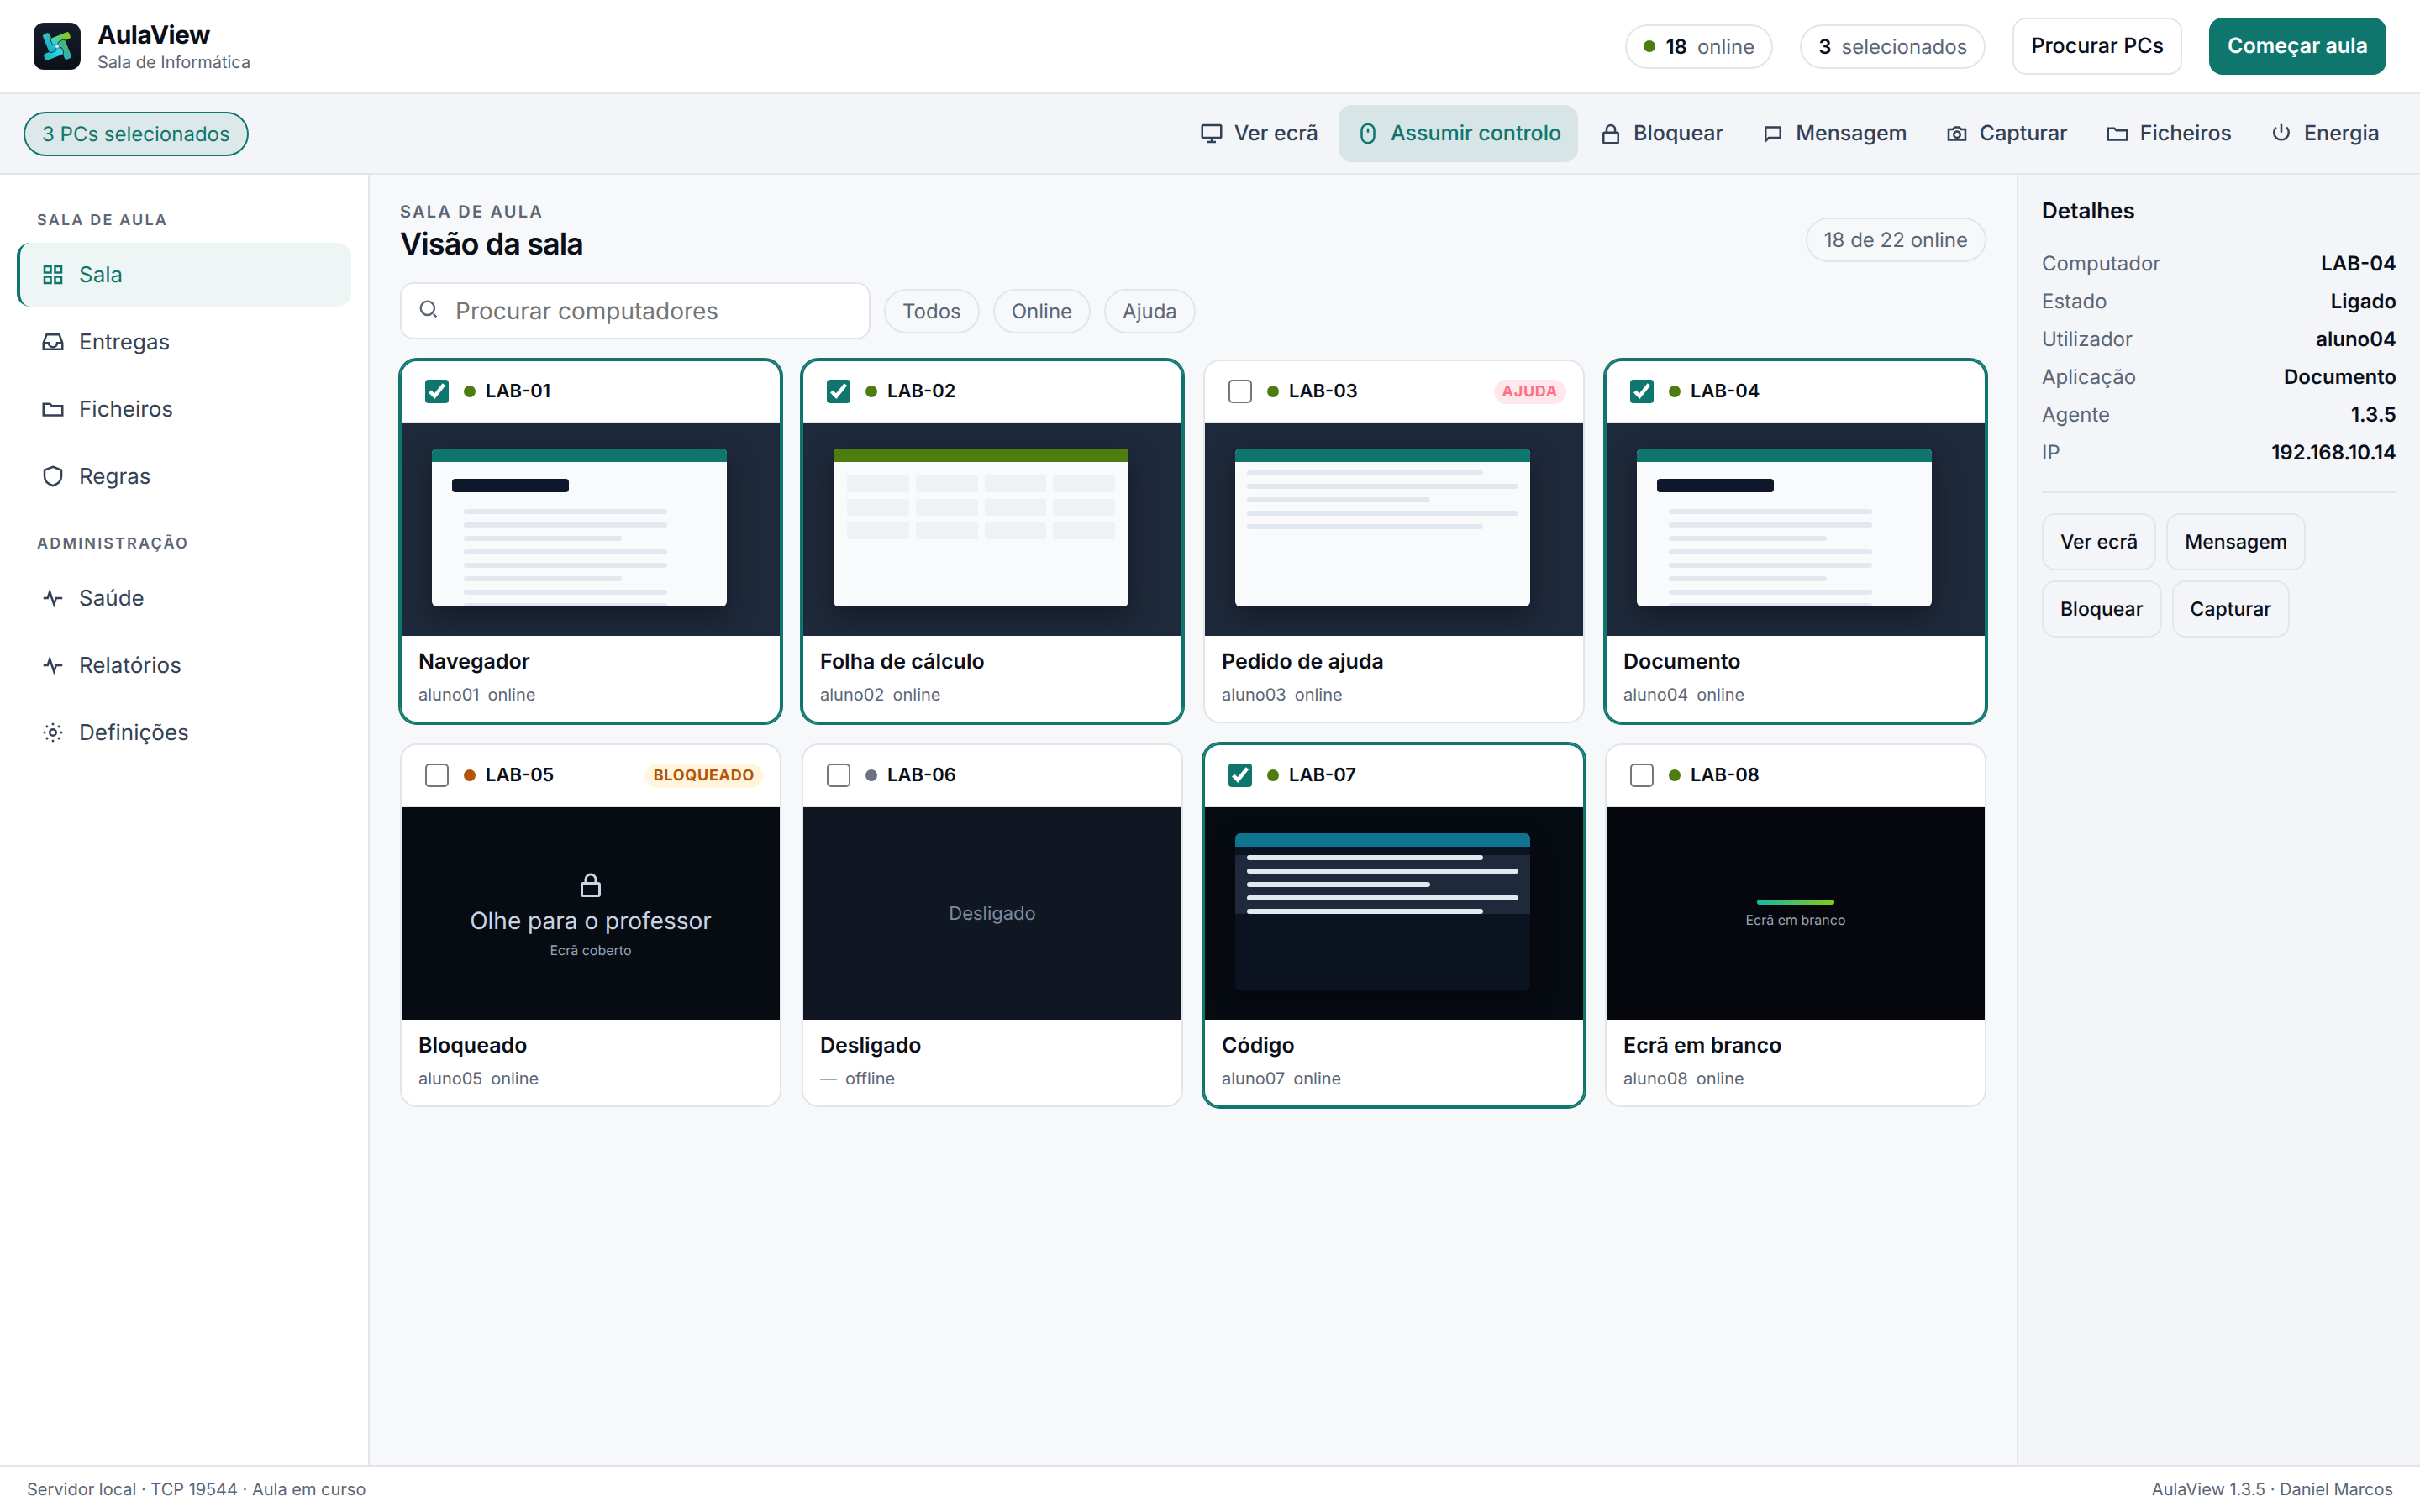 AulaView
Sala de Informática
18 online
3 selecionados
Procurar PCs
Começar aula
3 PCs selecionados
Ver ecrã
Assumir controlo
Bloquear
Mensagem
Capturar
Ficheiros
Energia
SALA DE AULA
Sala
Entregas
Ficheiros
Regras
ADMINISTRAÇÃO
Saúde
Relatórios
Definições
SALA DE AULA
Visão da sala
18 de 22 online
Procurar computadores
Todos
Online
Ajuda
LAB-01
Navegador
aluno01 online
LAB-02
Folha de cálculo
aluno02 online
LAB-03
AJUDA
Pedido de ajuda
aluno03 online
LAB-04
Documento
aluno04 online
LAB-05
BLOQUEADO
Olhe para o professor
Ecrã coberto
Bloqueado
aluno05 online
LAB-06
Desligado
Desligado
— offline
LAB-07
Código
aluno07 online
LAB-08
Ecrã em branco
Ecrã em branco
aluno08 online
Detalhes
Computador LAB-04
Estado Ligado
Utilizador aluno04
Aplicação Documento
Agente 1.3.5
IP 192.168.10.14
Ver ecrã
Mensagem
Bloquear
Capturar
Servidor local · TCP 19544 · Aula em curso
AulaView 1.3.5 · Daniel Marcos